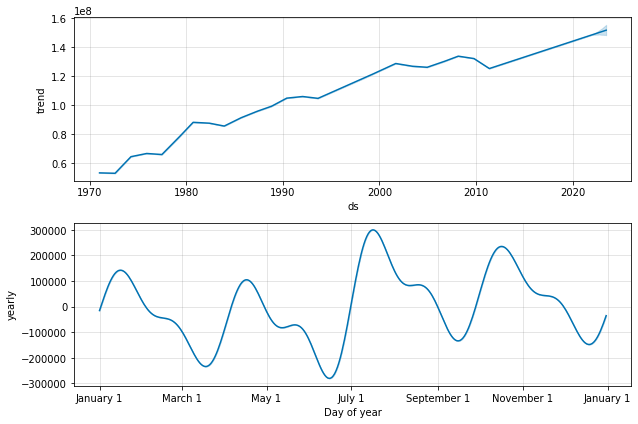 1e8
1.6
1.4
1.2
1.0
0.8
0.6
trend
1970 1980 1990 2000 2010 2020
ds
300000
200000
100000
0
−100000
−200000
−300000
yearly
January 1 March 1 May 1 July 1 September 1 November 1 January 1
Day of year